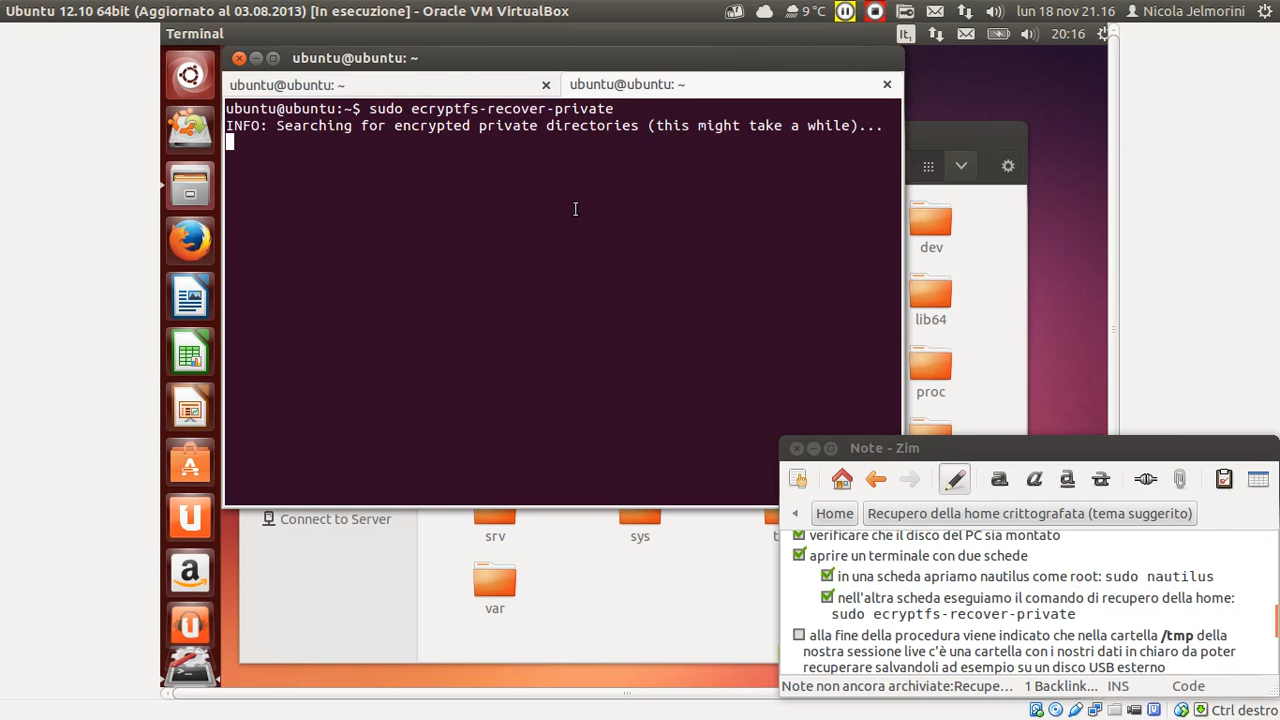 Ubuntu 12.10 64bit (Aggiornato al 03.08.2013) [In esecuzione] - Oracle VM VirtualBox
9 °C
lun 18 nov 21.16
Nicola Jelmorini
Terminal
It₁
20:16
ubuntu@ubuntu: ~
ubuntu@ubuntu: ~
ubuntu@ubuntu: ~
ubuntu@ubuntu:~$ sudo ecryptfs-recover-private
INFO: Searching for encrypted private directories (this might take a while)...
dev
lib64
proc
Connect to Server
srv
sys
t
var
Note - Zim
Home
Recupero della home crittografata (tema suggerito)
verificare che il disco del PC sia montato
aprire un terminale con due schede
in una scheda apriamo nautilus come root: sudo nautilus
nell'altra scheda eseguiamo il comando di recupero della home:
sudo ecryptfs-recover-private
alla fine della procedura viene indicato che nella cartella /tmp della
nostra sessione live c'è una cartella con i nostri dati in chiaro da poter
recuperare salvandoli ad esempio su un disco USB esterno
Note non ancora archiviate:Recupe...
1 Backlink...
INS
Code
Ctrl destro